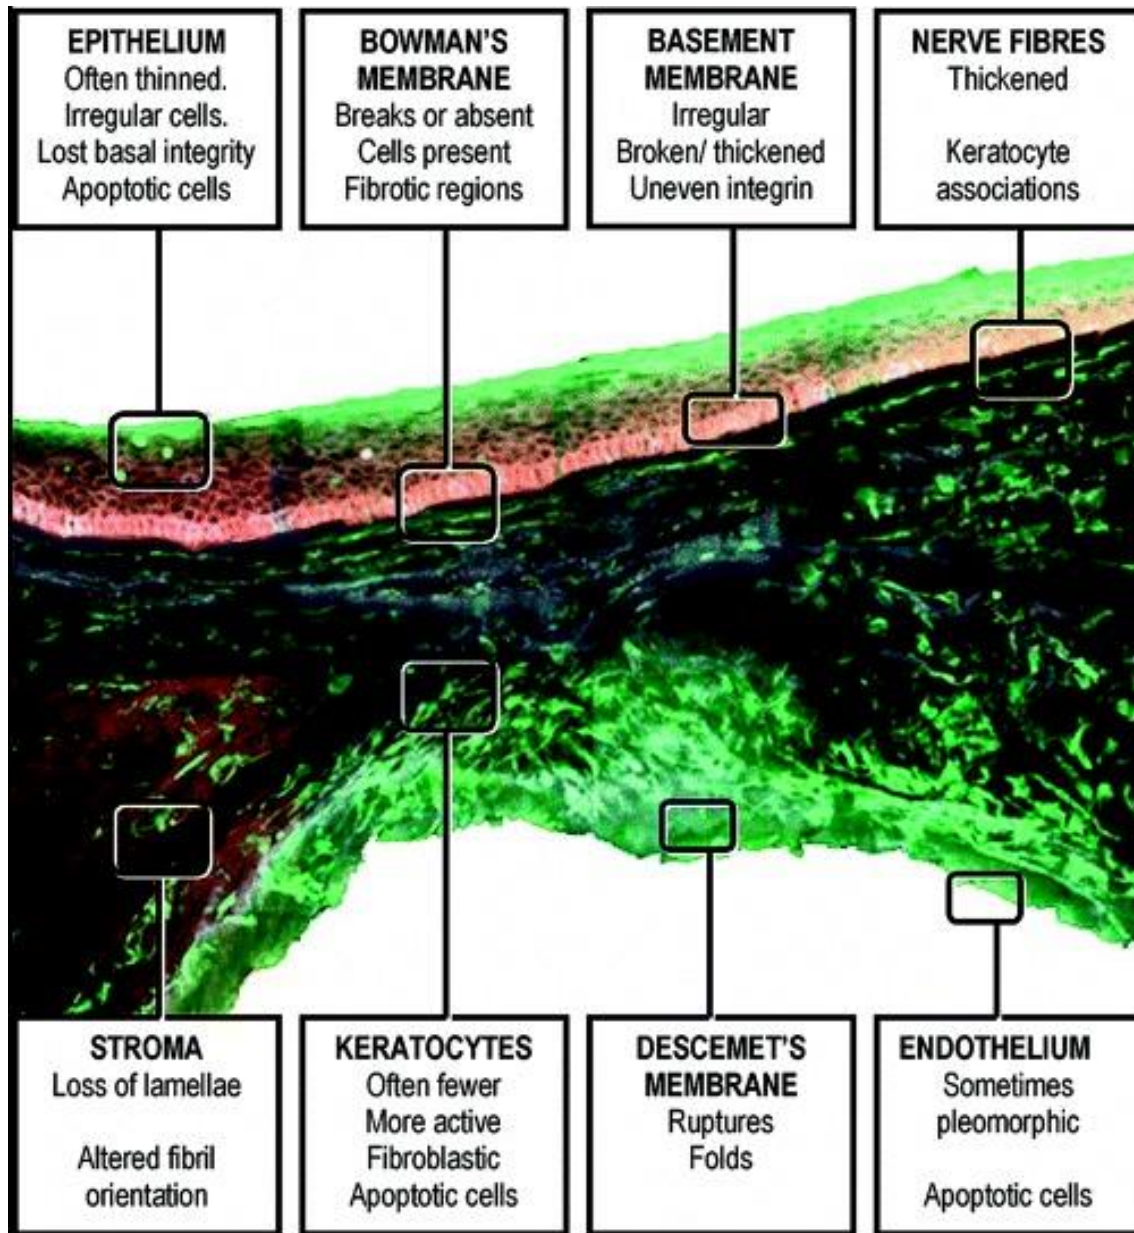 EPITHELIUM
Often thinned.
Irregular cells.
Lost basal integrity
Apoptotic cells
BOWMAN'S
MEMBRANE
Breaks or absent
Cells present
Fibrotic regions
BASEMENT
MEMBRANE
Irregular
Broken/ thickened
Uneven integrin
NERVE FIBRES
Thickened
Keratocyte
associations
STROMA
Loss of lamellae
Altered fibril
orientation
KERATOCYTES
Often fewer
More active
Fibroblastic
Apoptotic cells
DESCEMET'S
MEMBRANE
Ruptures
Folds
ENDOTHELIUM
Sometimes
pleomorphic
Apoptotic cells